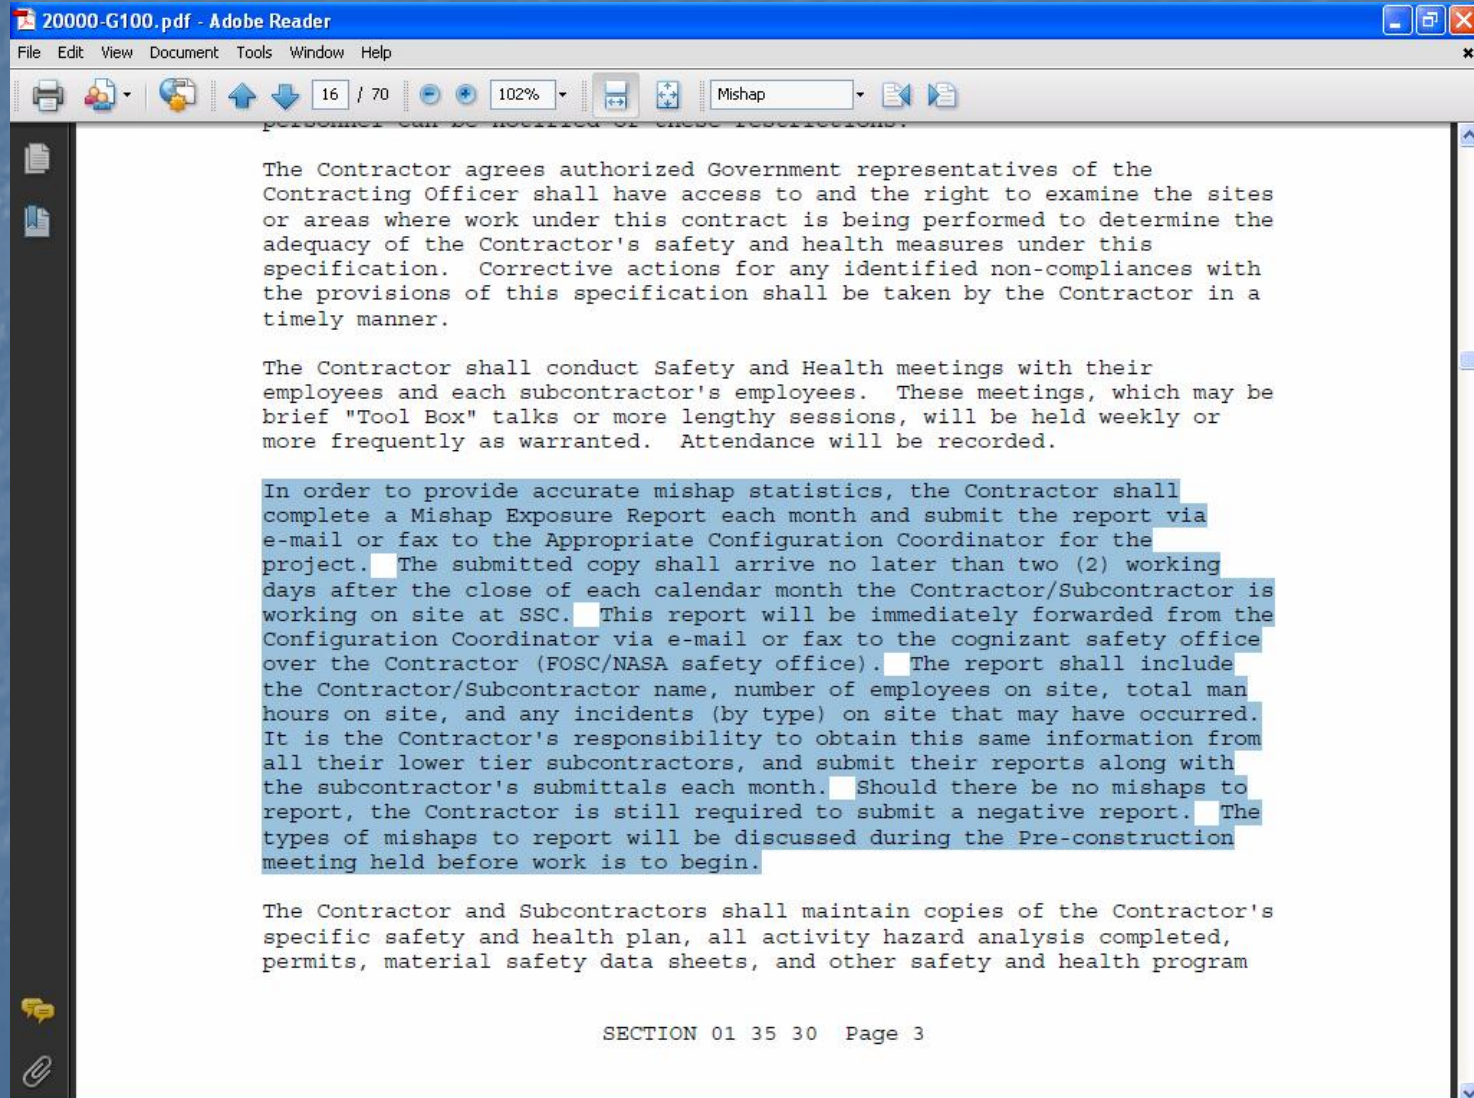 20000-G100.pdf - Adobe Reader
File Edit View Document Tools Window Help
16 / 70 102% Mishap
personnel can be notified of these restrictions.
The Contractor agrees authorized Government representatives of the
Contracting Officer shall have access to and the right to examine the sites
or areas where work under this contract is being performed to determine the
adequacy of the Contractor's safety and health measures under this
specification.  Corrective actions for any identified non-compliances with
the provisions of this specification shall be taken by the Contractor in a
timely manner.
The Contractor shall conduct Safety and Health meetings with their
employees and each subcontractor's employees.  These meetings, which may be
brief "Tool Box" talks or more lengthy sessions, will be held weekly or
more frequently as warranted.  Attendance will be recorded.
In order to provide accurate mishap statistics, the Contractor shall
complete a Mishap Exposure Report each month and submit the report via
e-mail or fax to the Appropriate Configuration Coordinator for the
project.  The submitted copy shall arrive no later than two (2) working
days after the close of each calendar month the Contractor/Subcontractor is
working on site at SSC.  This report will be immediately forwarded from the
Configuration Coordinator via e-mail or fax to the cognizant safety office
over the Contractor (FOSC/NASA safety office).  The report shall include
the Contractor/Subcontractor name, number of employees on site, total man
hours on site, and any incidents (by type) on site that may have occurred.
It is the Contractor's responsibility to obtain this same information from
all their lower tier subcontractors, and submit their reports along with
the subcontractor's submittals each month.  Should there be no mishaps to
report, the Contractor is still required to submit a negative report.  The
types of mishaps to report will be discussed during the Pre-construction
meeting held before work is to begin.
The Contractor and Subcontractors shall maintain copies of the Contractor's
specific safety and health plan, all activity hazard analysis completed,
permits, material safety data sheets, and other safety and health program
SECTION 01 35 30  Page 3